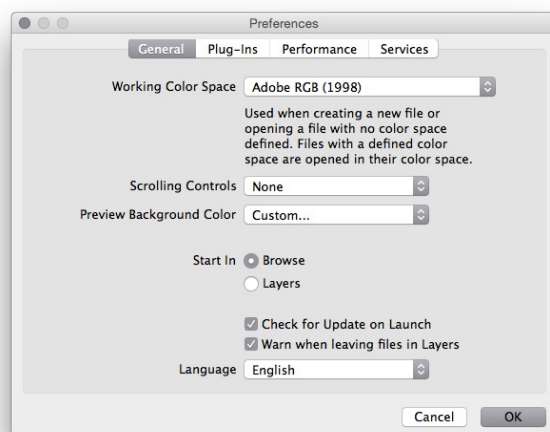 Preferences
General Plug-Ins Performance Services
Working Color Space Adobe RGB (1998)
Used when creating a new file or
opening a file with no color space
defined. Files with a defined color
space are opened in their color space.
Scrolling Controls None
Preview Background Color Custom...
Start In Browse
Layers
Check for Update on Launch
Warn when leaving files in Layers
Language English
Cancel OK